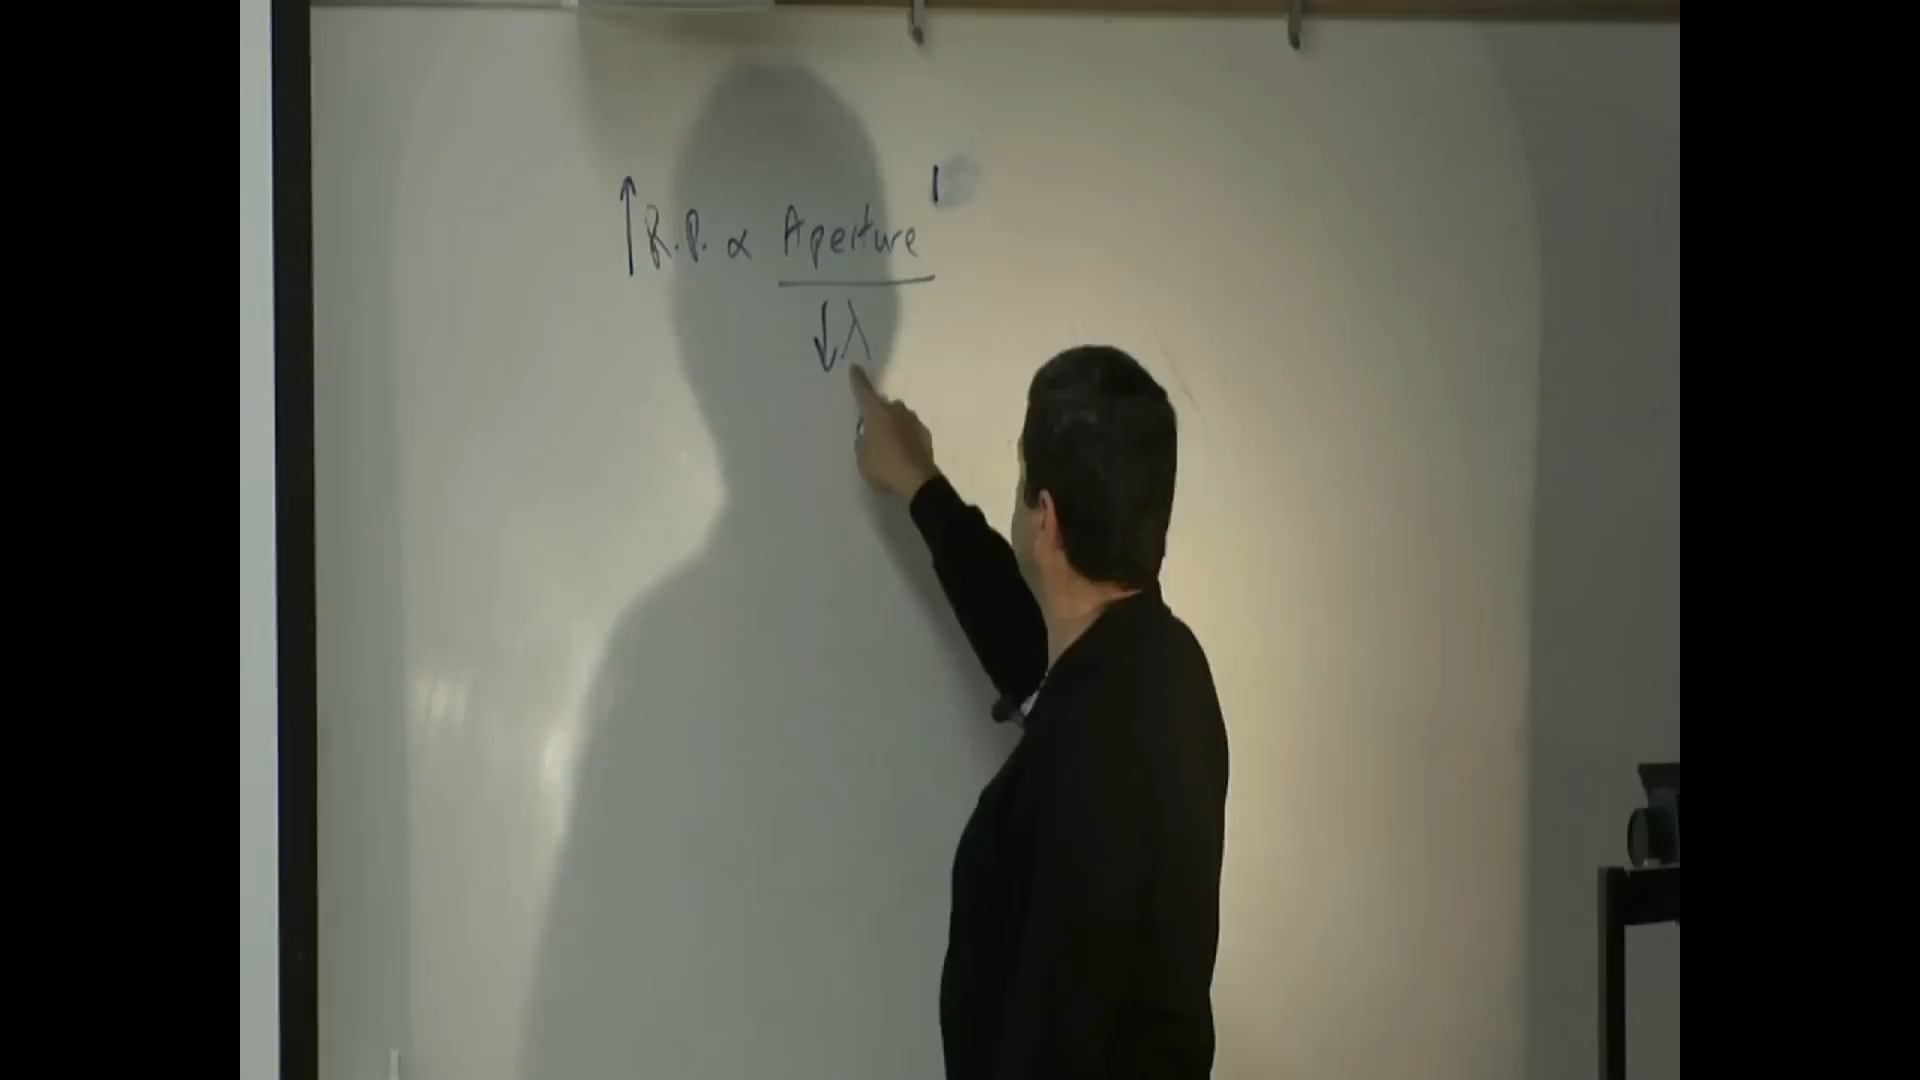 ↑R.P. ∝ Aperture
↓λ